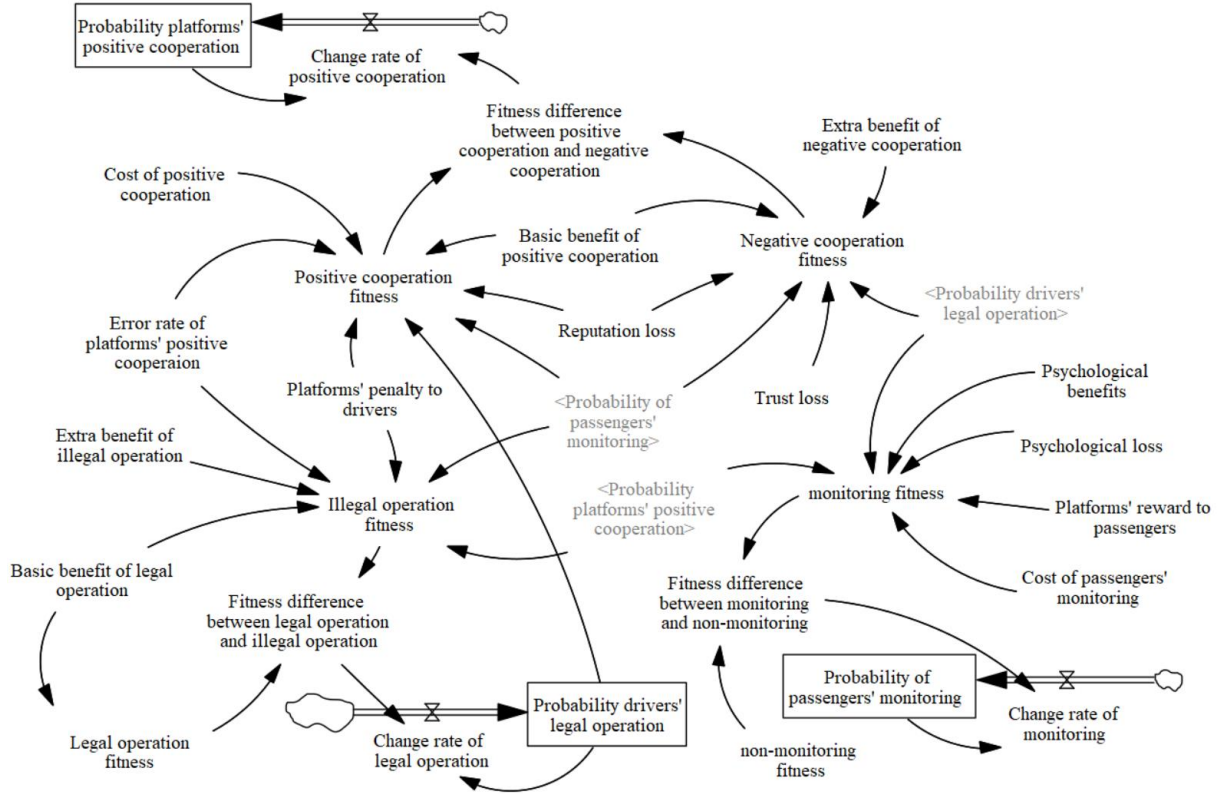 Probability platforms'
positive cooperation
Change rate of
positive cooperation
Fitness difference
between positive
cooperation and negative
cooperation
Extra benefit of
negative cooperation
Cost of positive
cooperation
Basic benefit of
positive cooperation
Negative cooperation
fitness
Positive cooperation
fitness
<Probability drivers'
legal operation>
Error rate of
platforms' positive
cooperaion
Reputation loss
Platforms' penalty to
drivers
<Probability of
passengers'
monitoring>
Trust loss
Psychological
benefits
Extra benefit of
illegal operation
Psychological loss
Illegal operation
fitness
<Probability
platforms' positive
cooperation>
monitoring fitness
Platforms' reward to
passengers
Basic benefit of legal
operation
Fitness difference
between legal operation
and illegal operation
Fitness difference
between monitoring
and non-monitoring
Cost of passengers'
monitoring
Probability drivers'
legal operation
Probability of
passengers' monitoring
Legal operation
fitness
Change rate of
legal operation
non-monitoring
fitness
Change rate of
monitoring